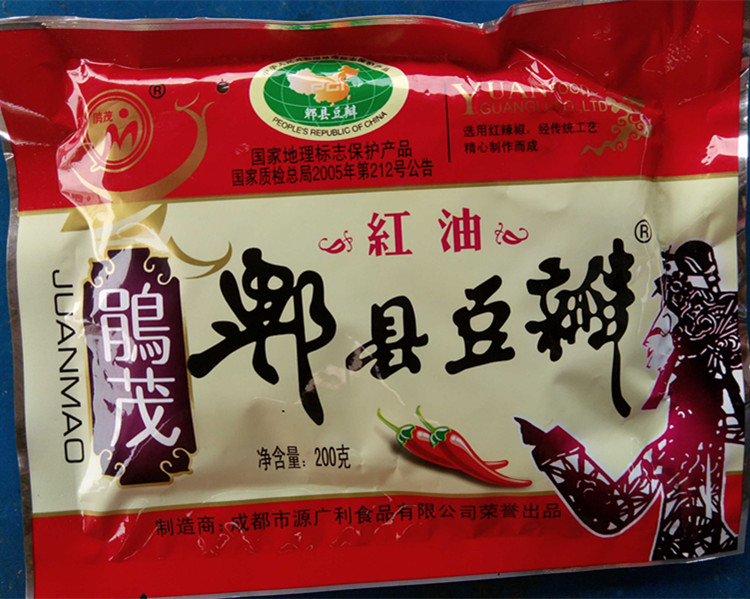 鹃茂
®
PGI
郫县豆瓣
PEOPLE'S REPUBLIC OF CHINA
国家地理标志保护产品
国家质检总局2005年第212号公告
选用红辣椒,经传统工艺
精心制作而成
紅油
®
郫县豆瓣
鵑茂
JUANMAO
净含量:200克
制造商:成都市源广利食品有限公司荣誉出品